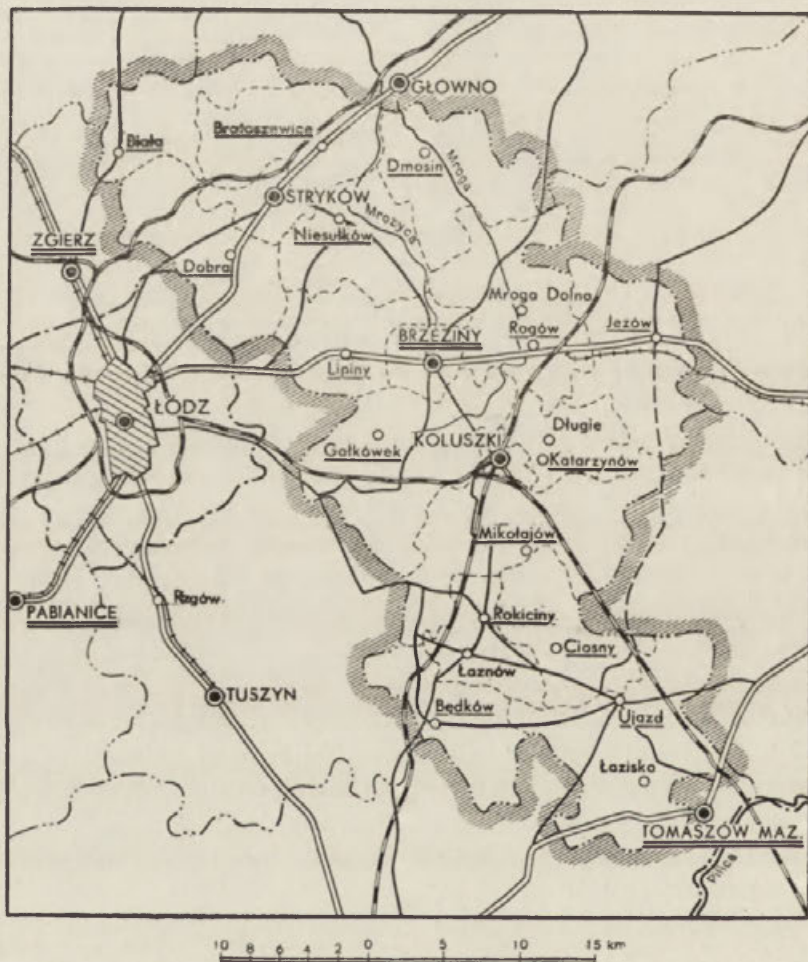 GŁOWNO
Bratoszewice
Biała
Dmosin
Mroga
STRYKÓW
Mrożyca
Niesułków
ZGIERZ
Dobra
Mroga Dolna
Rogów
Jeżów
BRZEZINY
Lipiny
ŁÓDZ
Długie
Gałkówek
KOLUSZKI
Katarzynów
Mikołajów
PABIANICE
Rzgów
Rokiciny
Ciosny
Łaznów
TUSZYN
Będków
Ujazd
Łazisko
TOMASZÓW MAZ.
Pilica
10 8 6 4 2 0 5 10 15 km